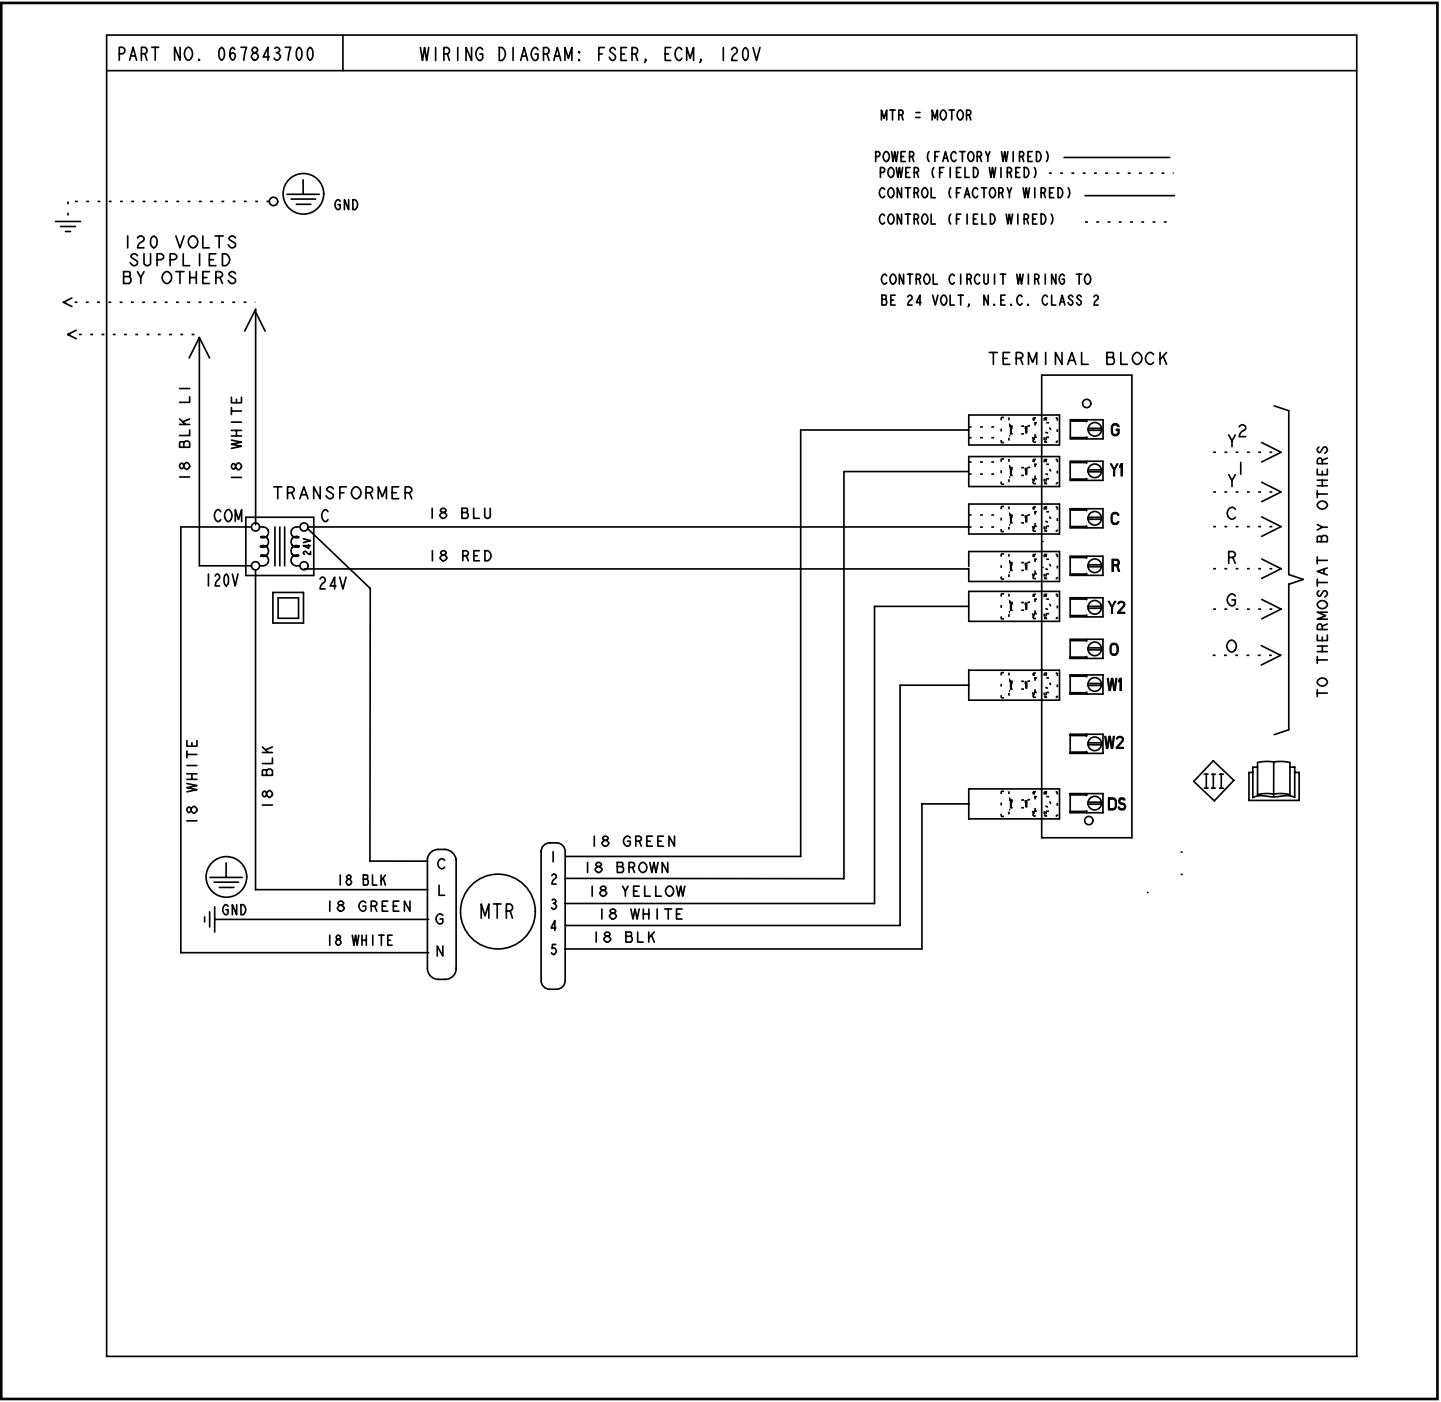 PART NO. 067843700
WIRING DIAGRAM: FSER, ECM, 120V
MTR = MOTOR
POWER (FACTORY WIRED)
POWER (FIELD WIRED)
CONTROL (FACTORY WIRED)
CONTROL (FIELD WIRED)
GND
120 VOLTS
SUPPLIED
BY OTHERS
CONTROL CIRCUIT WIRING TO
BE 24 VOLT, N.E.C. CLASS 2
TERMINAL BLOCK
18 BLK L1
18 WHITE
TRANSFORMER
COM
C
24V
120V
24V
18 BLU
18 RED
G
Y1
C
R
Y2
O
W1
W2
DS
Y2
Y1
C
R
G
O
TO THERMOSTAT BY OTHERS
III
18 WHITE
18 BLK
GND
18 BLK
18 GREEN
18 WHITE
C
L
G
N
MTR
1
2
3
4
5
18 GREEN
18 BROWN
18 YELLOW
18 WHITE
18 BLK